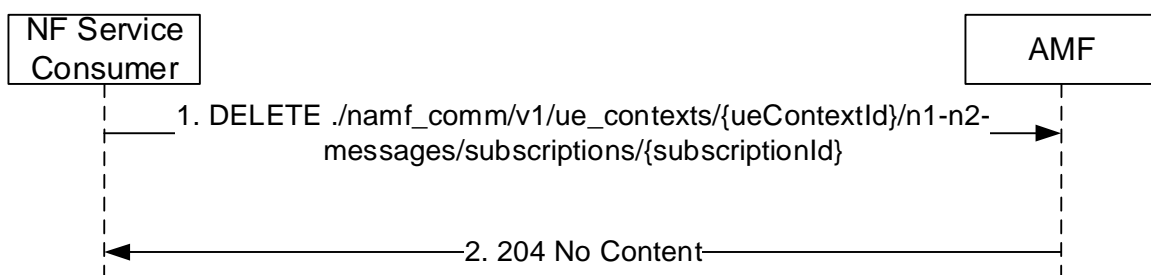 NF Service
Consumer
AMF
1. DELETE ./namf_comm/v1/ue_contexts/{ueContextId}/n1-n2-
messages/subscriptions/{subscriptionId}
2. 204 No Content